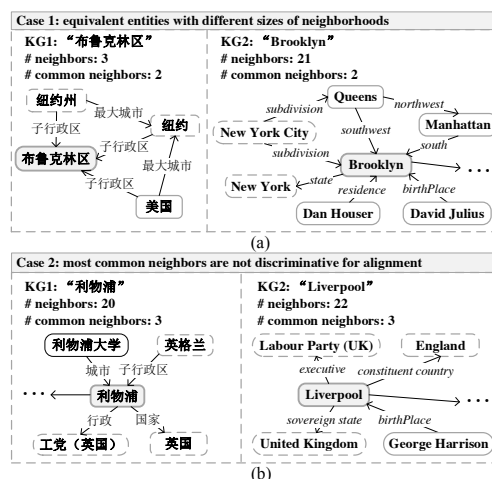 Case 1: equivalent entities with different sizes of neighborhoods
KG1: “布鲁克林区”
# neighbors: 3
# common neighbors: 2
纽约州
最大城市
纽约
子行政区
子行政区
布鲁克林区
最大城市
子行政区
美国
KG2: “Brooklyn”
# neighbors: 21
# common neighbors: 2
Queens
subdivision
northwest
New York City
southwest
Manhattan
subdivision
south
Brooklyn
...
New York
state
residence
birthPlace
Dan Houser
David Julius
(a)
Case 2: most common neighbors are not discriminative for alignment
KG1: “利物浦”
# neighbors: 20
# common neighbors: 3
利物浦大学
英格兰
城市
子行政区
...
利物浦
行政
国家
工党（英国）
英国
KG2: “Liverpool”
# neighbors: 22
# common neighbors: 3
Labour Party (UK)
England
executive
constituent country
Liverpool
...
sovereign state
birthPlace
United Kingdom
George Harrison
(b)